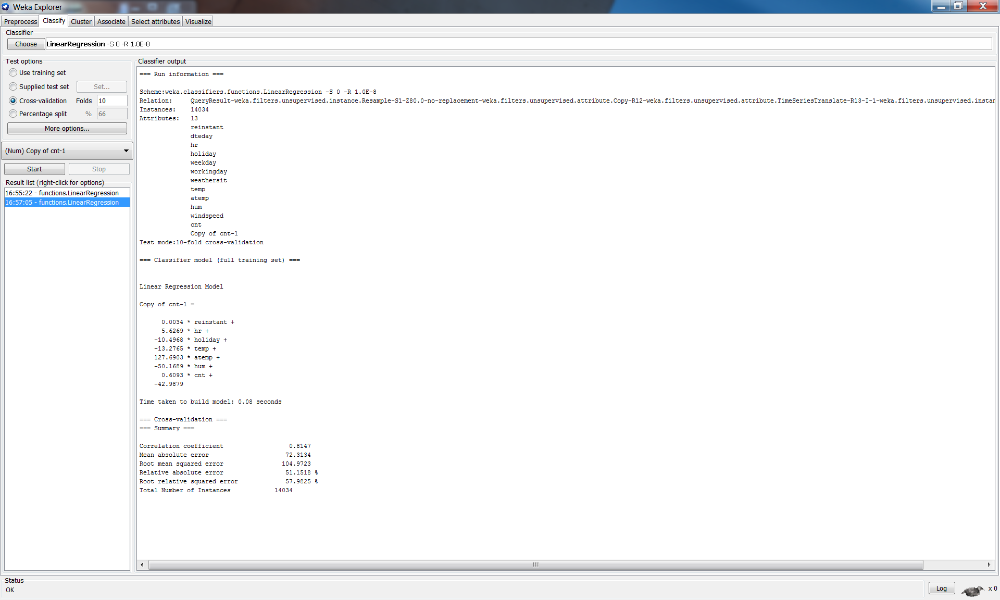 Weka Explorer
Preprocess Classify Cluster Associate Select attributes Visualize
Classifier
Choose LinearRegression -S 0 -R 1.0E-8
Test options
Use training set
Supplied test set Set...
Cross-validation Folds 10
Percentage split % 66
More options...
(Num) Copy of cnt-1
Start Stop
Result list (right-click for options)
16:55:22 - functions.LinearRegression
16:57:05 - functions.LinearRegression
Classifier output
=== Run information ===
Scheme:weka.classifiers.functions.LinearRegression -S 0 -R 1.0E-8
Relation: QueryResult-weka.filters.unsupervised.instance.Resample-S1-Z80.0-no-replacement-weka.filters.unsupervised.attribute.Copy-R12-weka.filters.unsupervised.attribute.TimeSeriesTranslate-R13-I-1-weka.filters.unsupervised.instan
Instances: 14034
Attributes: 13
reinstant
dteday
hr
holiday
weekday
workingday
weathersit
temp
atemp
hum
windspeed
cnt
Copy of cnt-1
Test mode:10-fold cross-validation
=== Classifier model (full training set) ===
Linear Regression Model
Copy of cnt-1 =
0.0034 * reinstant +
5.6269 * hr +
-10.4968 * holiday +
-13.2765 * temp +
127.6903 * atemp +
-50.1689 * hum +
0.6093 * cnt +
-42.9879
Time taken to build model: 0.08 seconds
=== Cross-validation ===
=== Summary ===
Correlation coefficient 0.8147
Mean absolute error 72.3134
Root mean squared error 104.9723
Relative absolute error 51.1518 %
Root relative squared error 57.9825 %
Total Number of Instances 14034
Status
OK
Log x 0